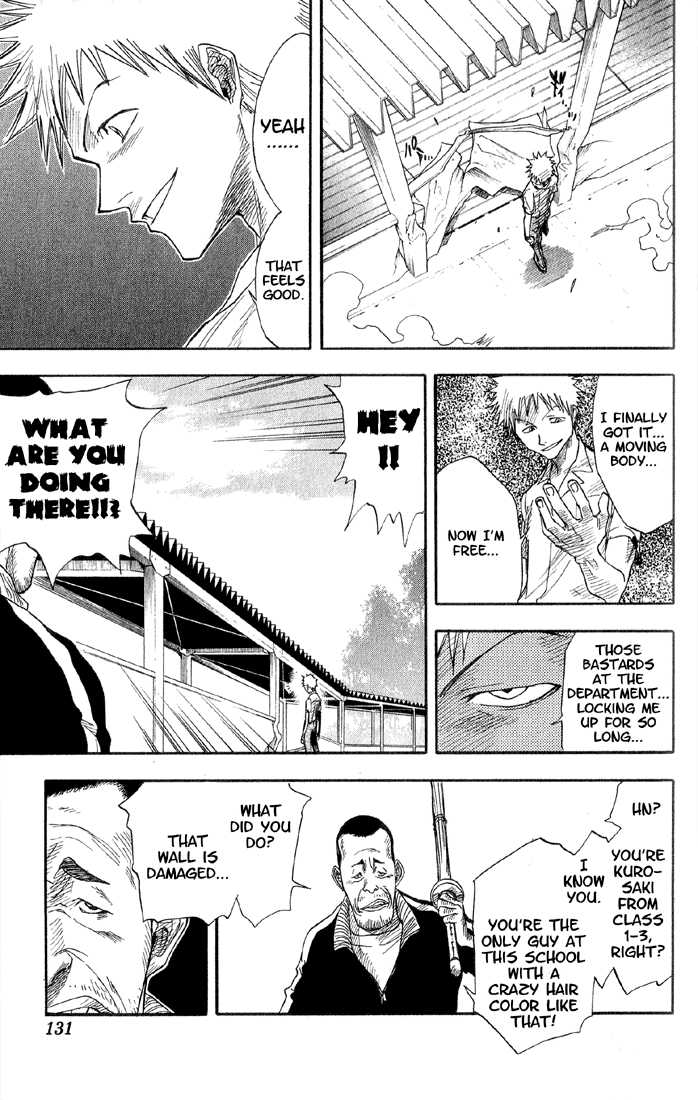 パ
パ
YEAH
......
THAT
FEELS
GOOD.
I FINALLY
GOT IT...
A MOVING
BODY...
NOW I'M
FREE...
HEY
!!
WHAT
ARE YOU
DOING
THERE!!?
THOSE
BASTARDS
AT THE
DEPARTMENT...
LOCKING ME
UP FOR SO
LONG...
HN?
YOU'RE
KURO-
SAKI
FROM
CLASS
1-3,
RIGHT?
I
KNOW
YOU.
YOU'RE THE
ONLY GUY AT
THIS SCHOOL
WITH A
CRAZY HAIR
COLOR LIKE
THAT!
WHAT
DID YOU
DO?
THAT
WALL IS
DAMAGED...
131